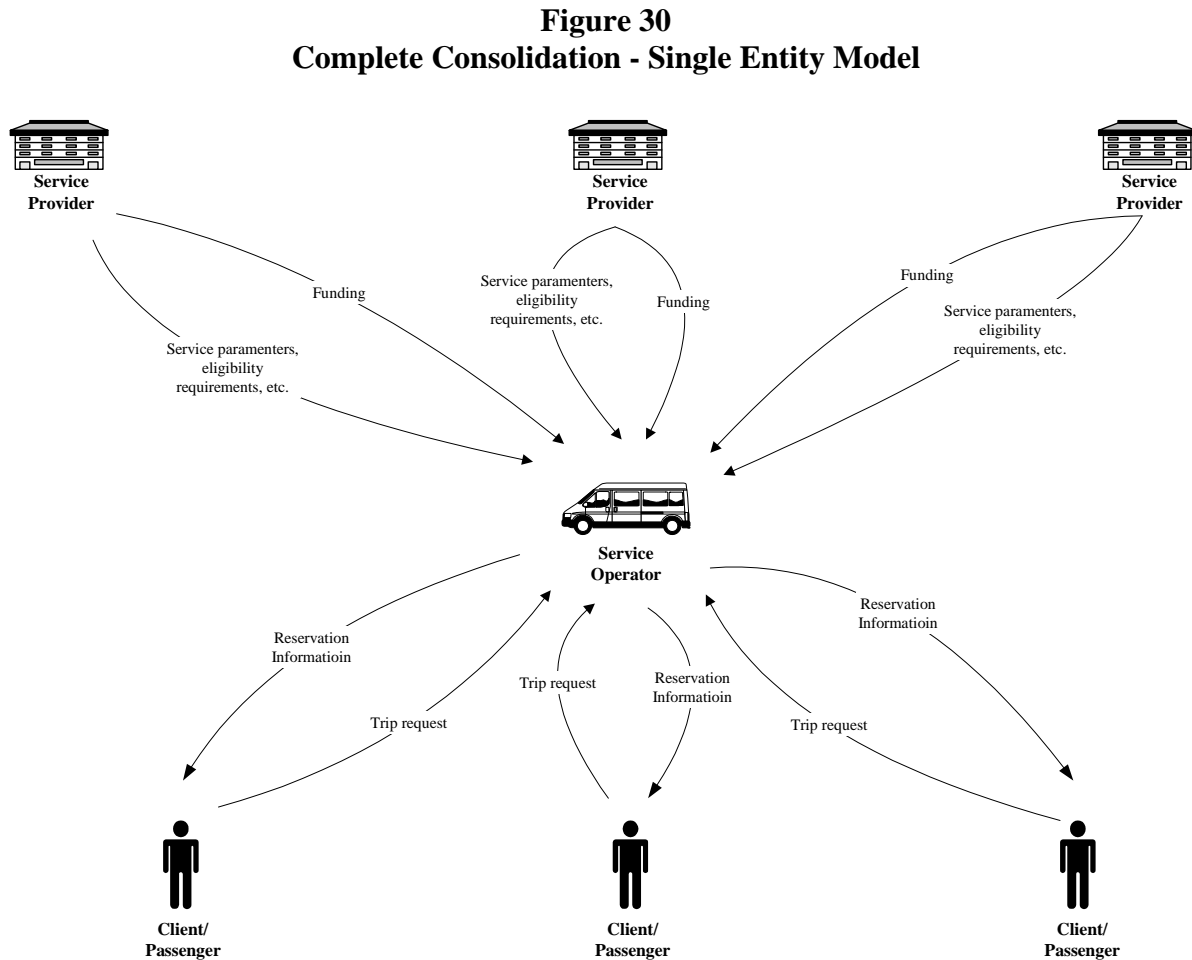 Figure 30
Complete Consolidation - Single Entity Model
Service
Provider
Service
Provider
Service
Provider
Funding
Service paramenters,
eligibility
requirements, etc.
Service paramenters,
eligibility
requirements, etc.
Funding
Funding
Service paramenters,
eligibility
requirements, etc.
Service
Operator
Reservation
Informatioin
Trip request
Trip request
Reservation
Informatioin
Reservation
Informatioin
Trip request
Client/
Passenger
Client/
Passenger
Client/
Passenger